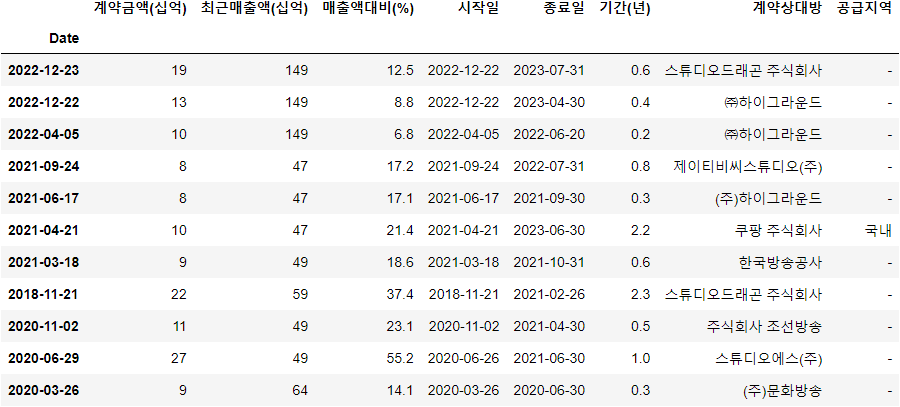 계약금액(십억) 최근매출액(십억) 매출액대비(%) 시작일 종료일 기간(년) 계약상대방 공급지역
Date
2022-12-23 19 149 12.5 2022-12-22 2023-07-31 0.6 스튜디오드래곤 주식회사 -
2022-12-22 13 149 8.8 2022-12-22 2023-04-30 0.4 ㈜하이그라운드 -
2022-04-05 10 149 6.8 2022-04-05 2022-06-20 0.2 ㈜하이그라운드 -
2021-09-24 8 47 17.2 2021-09-24 2022-07-31 0.8 제이티비씨스튜디오(주) -
2021-06-17 8 47 17.1 2021-06-17 2021-09-30 0.3 (주)하이그라운드 -
2021-04-21 10 47 21.4 2021-04-21 2023-06-30 2.2 쿠팡 주식회사 국내
2021-03-18 9 49 18.6 2021-03-18 2021-10-31 0.6 한국방송공사 -
2018-11-21 22 59 37.4 2018-11-21 2021-02-26 2.3 스튜디오드래곤 주식회사 -
2020-11-02 11 49 23.1 2020-11-02 2021-04-30 0.5 주식회사 조선방송 -
2020-06-29 27 49 55.2 2020-06-26 2021-06-30 1.0 스튜디오에스(주) -
2020-03-26 9 64 14.1 2020-03-26 2020-06-30 0.3 (주)문화방송 -